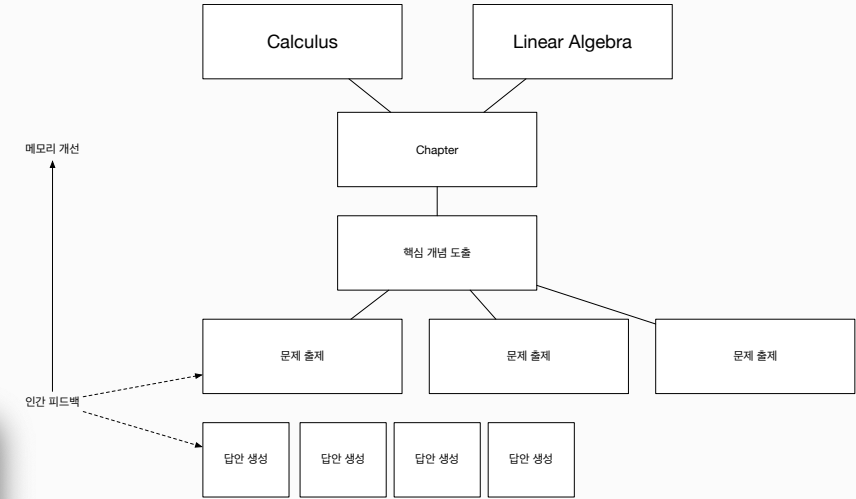 Calculus
Linear Algebra
Chapter
메모리 개선
핵심 개념 도출
문제 출제
문제 출제
문제 출제
인간 피드백
답안 생성
답안 생성
답안 생성
답안 생성